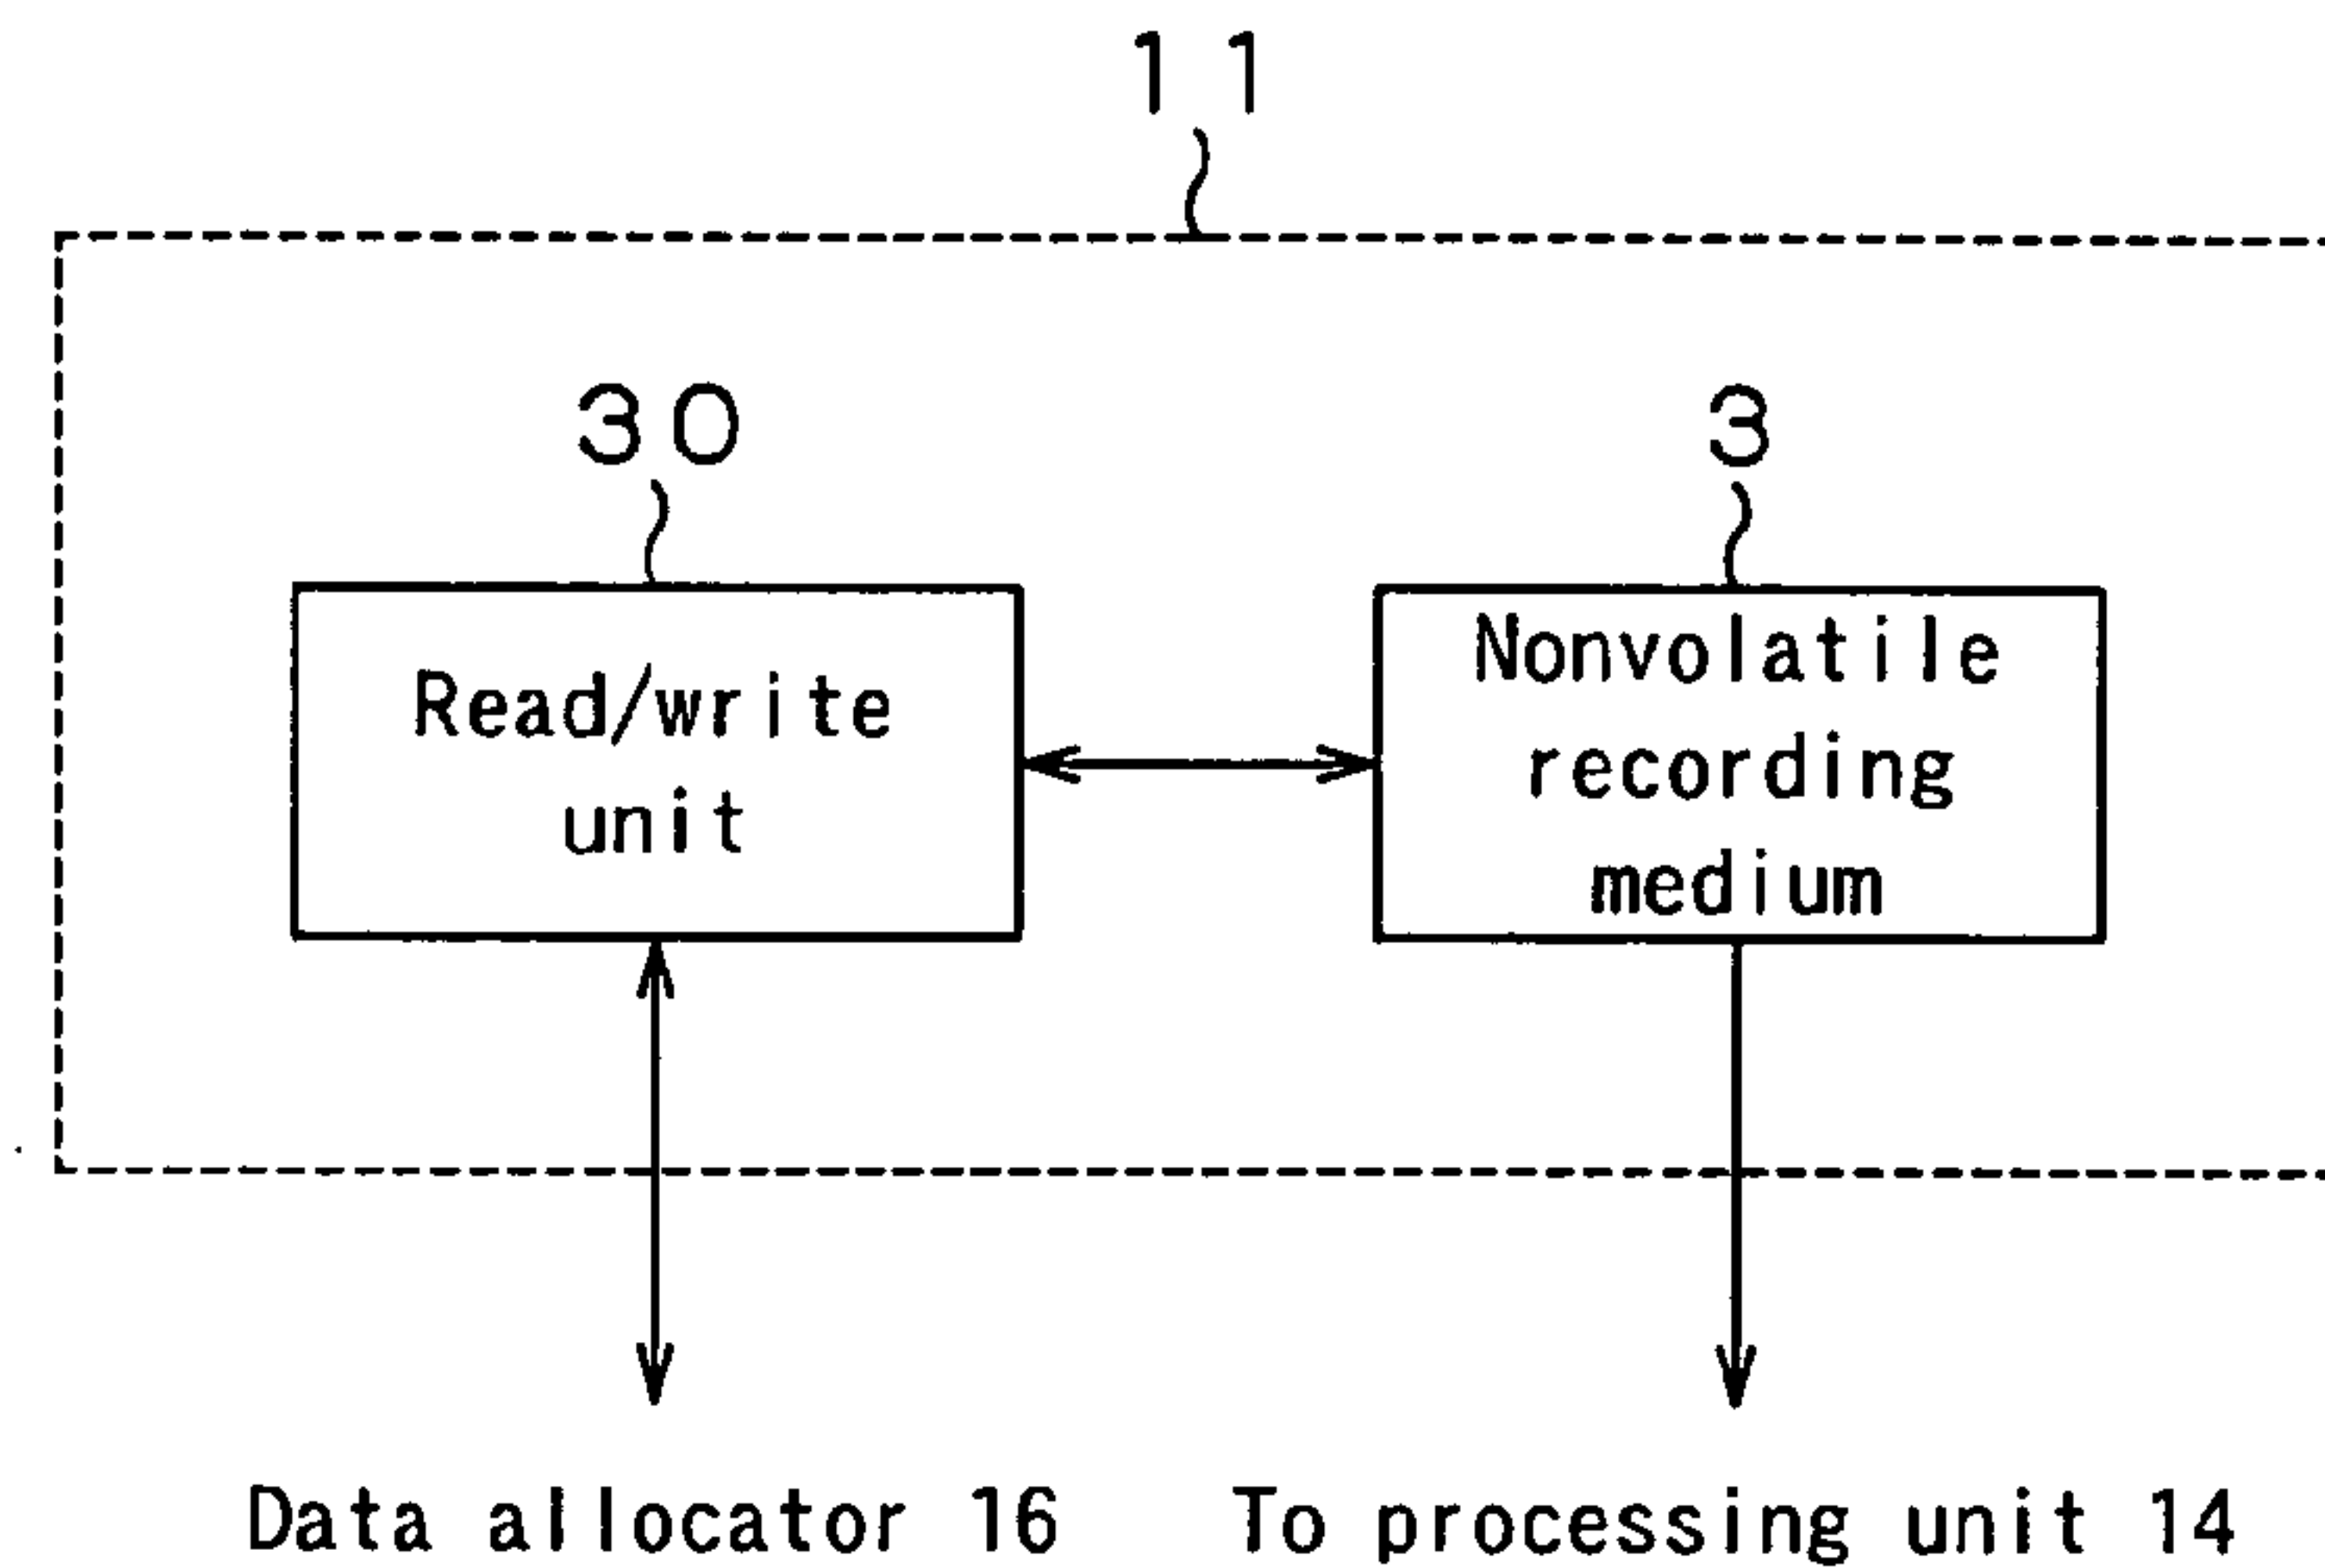 11
30
3
Read/write
unit
Nonvolatile
recording
medium
Data allocator 16
To processing unit 14